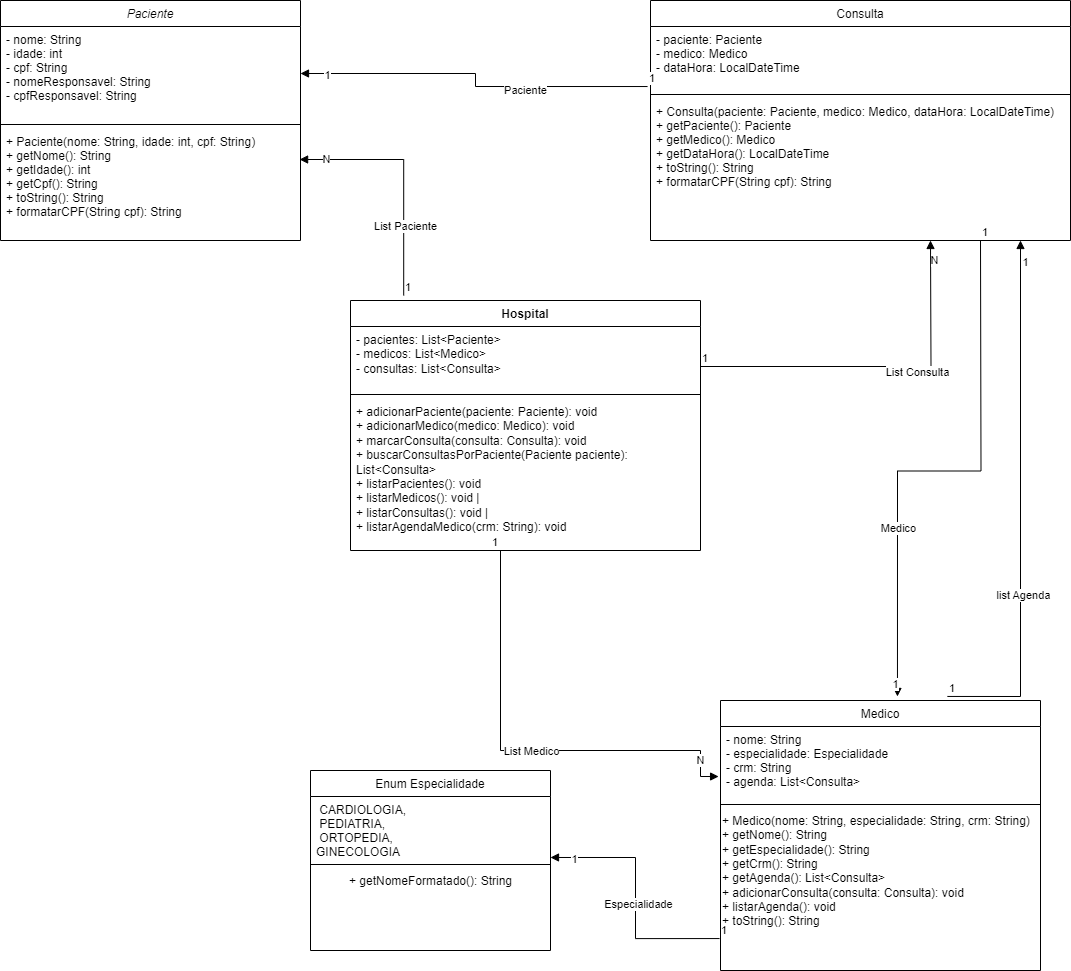 Paciente
- nome: String
- idade: int
- cpf: String
- nomeResponsavel: String
- cpfResponsavel: String
+ Paciente(nome: String, idade: int, cpf: String)
+ getNome(): String
+ getIdade(): int
+ getCpf(): String
+ toString(): String
+ formatarCPF(String cpf): String
Consulta
- paciente: Paciente
- medico: Medico
- dataHora: LocalDateTime
+ Consulta(paciente: Paciente, medico: Medico, dataHora: LocalDateTime)
+ getPaciente(): Paciente
+ getMedico(): Medico
+ getDataHora(): LocalDateTime
+ toString(): String
+ formatarCPF(String cpf): String
1
Paciente
1
N
List Paciente
1
Hospital
- pacientes: List<Paciente>
- medicos: List<Medico>
- consultas: List<Consulta>
+ adicionarPaciente(paciente: Paciente): void
+ adicionarMedico(medico: Medico): void
+ marcarConsulta(consulta: Consulta): void
+ buscarConsultasPorPaciente(Paciente paciente):
List<Consulta>
+ listarPacientes(): void
+ listarMedicos(): void |
+ listarConsultas(): void |
+ listarAgendaMedico(crm: String): void
1
List Consulta
N
1
Medico
1
1
list Agenda
1
1
List Medico
N
Medico
- nome: String
- especialidade: Especialidade
- crm: String
- agenda: List<Consulta>
+ Medico(nome: String, especialidade: String, crm: String)
+ getNome(): String
+ getEspecialidade(): String
+ getCrm(): String
+ getAgenda(): List<Consulta>
+ adicionarConsulta(consulta: Consulta): void
+ listarAgenda(): void
+ toString(): String
1
Especialidade
1
Enum Especialidade
CARDIOLOGIA,
PEDIATRIA,
ORTOPEDIA,
GINECOLOGIA
+ getNomeFormatado(): String